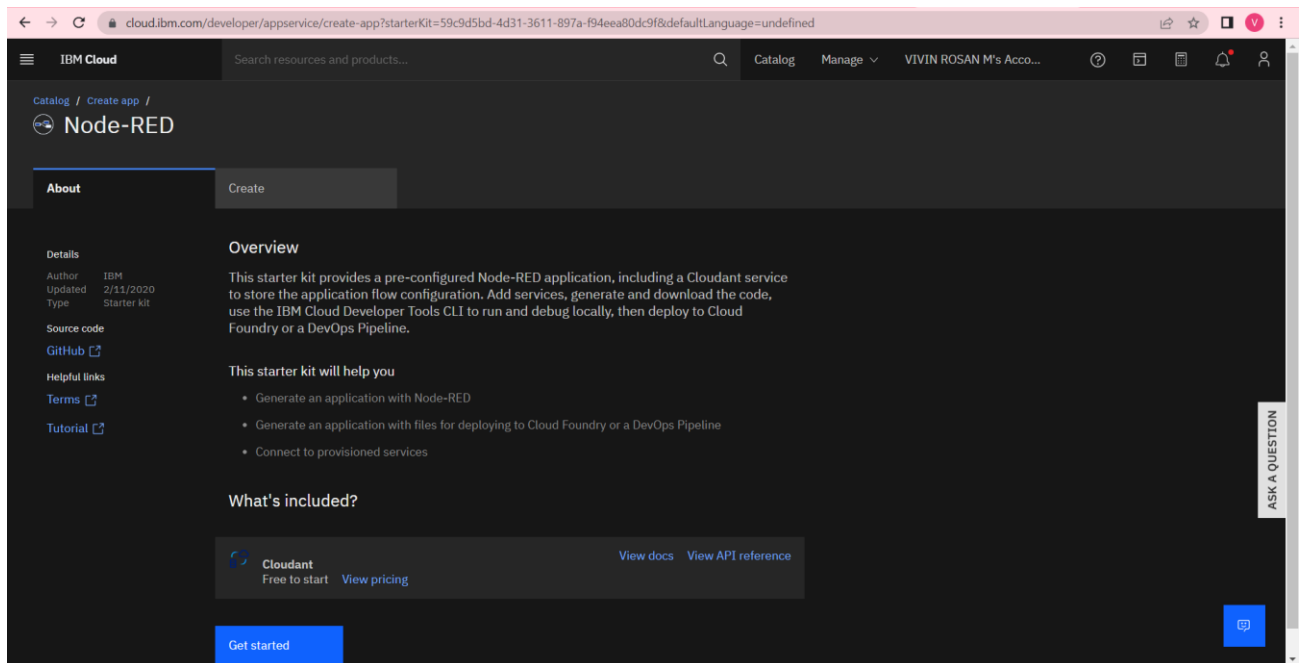 cloud.ibm.com/developer/appservice/create-app?starterKit=59c9d5bd-4d31-3611-897a-f94eea80dc9f&defaultLanguage=undefined
V
IBM Cloud
Search resources and products...
Catalog
Manage
VIVIN ROSAN M's Acco...
Catalog / Create app /
Node-RED
About
Create
Details
Author IBM
Updated 2/11/2020
Type Starter kit
Source code
GitHub
Helpful links
Terms
Tutorial
Overview
This starter kit provides a pre-configured Node-RED application, including a Cloudant service
to store the application flow configuration. Add services, generate and download the code,
use the IBM Cloud Developer Tools CLI to run and debug locally, then deploy to Cloud
Foundry or a DevOps Pipeline.
This starter kit will help you
• Generate an application with Node-RED
• Generate an application with files for deploying to Cloud Foundry or a DevOps Pipeline
• Connect to provisioned services
What's included?
Cloudant
Free to start View pricing
View docs View API reference
Get started
ASK A QUESTION